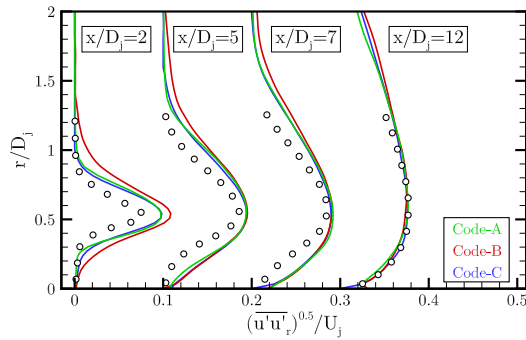 2
x/D_j=2
x/D_j=5
x/D_j=7
x/D_j=12
1.5
r/D_j
1
0.5
Code-A
Code-B
Code-C
0
0
0.1
0.2
0.3
0.4
0.5
(u'u'_r)^0.5/U_j